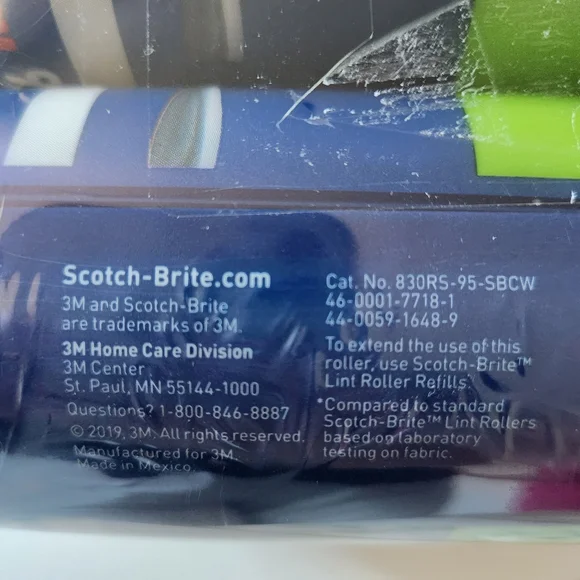 Scotch-Brite.com
3M and Scotch-Brite
are trademarks of 3M.
3M Home Care Division
3M Center
St. Paul, MN 55144-1000
Questions? 1-800-846-8887
© 2019, 3M. All rights reserved.
Manufactured for 3M.
Made in Mexico.
Cat. No. 830RS-95-SBCW
46-0001-7718-1
44-0059-1648-9
To extend the use of this
roller, use Scotch-Brite™
Lint Roller Refills.
*Compared to standard
Scotch-Brite™ Lint Rollers
based on laboratory
testing on fabric.